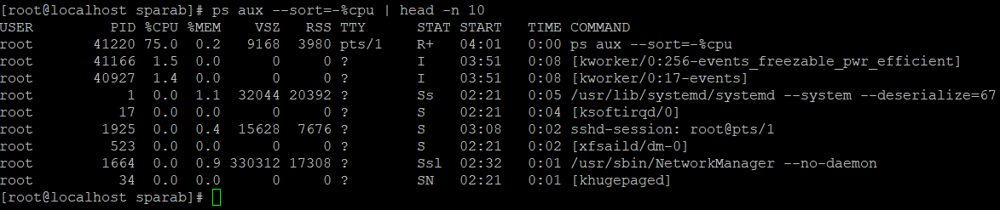 [root@localhost sparab]# ps aux --sort=-%cpu | head -n 10
USER         PID %CPU %MEM    VSZ   RSS TTY      STAT START   TIME COMMAND
root       41220 75.0  0.2   9168  3980 pts/1    R+   04:01   0:00 ps aux --sort=-%cpu
root       41166  1.5  0.0      0     0 ?        I    03:51   0:08 [kworker/0:256-events_freezable_pwr_efficient]
root       40927  1.4  0.0      0     0 ?        I    03:51   0:08 [kworker/0:17-events]
root           1  0.0  1.1  32044 20392 ?        Ss   02:21   0:05 /usr/lib/systemd/systemd --system --deserialize=67
root          17  0.0  0.0      0     0 ?        S    02:21   0:04 [ksoftirqd/0]
root        1925  0.0  0.4  15628  7676 ?        S    03:08   0:02 sshd-session: root@pts/1
root         523  0.0  0.0      0     0 ?        S    02:21   0:02 [xfsaild/dm-0]
root        1664  0.0  0.9 330312 17308 ?        Ssl  02:32   0:01 /usr/sbin/NetworkManager --no-daemon
root          34  0.0  0.0      0     0 ?        SN   02:21   0:01 [khugepaged]
[root@localhost sparab]#